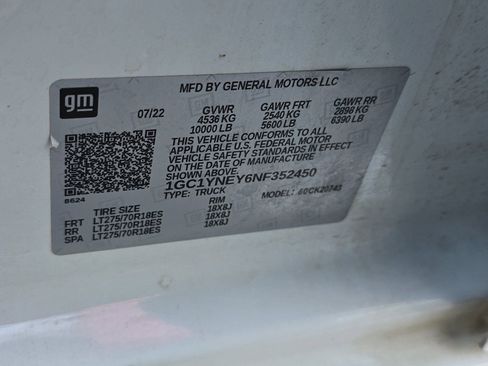 gm
MFD BY GENERAL MOTORS LLC
07/22 GVWR GAWR FRT GAWR RR
4536 KG 2540 KG 2898 KG
10000 LB 5600 LB 6390 LB
THIS VEHICLE CONFORMS TO ALL
APPLICABLE U.S. FEDERAL MOTOR
VEHICLE SAFETY STANDARDS IN EFFECT
ON THE DATE OF MANUFACTURE
SHOWN ABOVE.
1GC1YNEY6NF352450
8624 TYPE: TRUCK MODEL: CK20743
TIRE SIZE RIM
FRT LT275/70R18ES 18X8J
RR LT275/70R18ES 18X8J
SPA LT275/70R18ES 18X8J